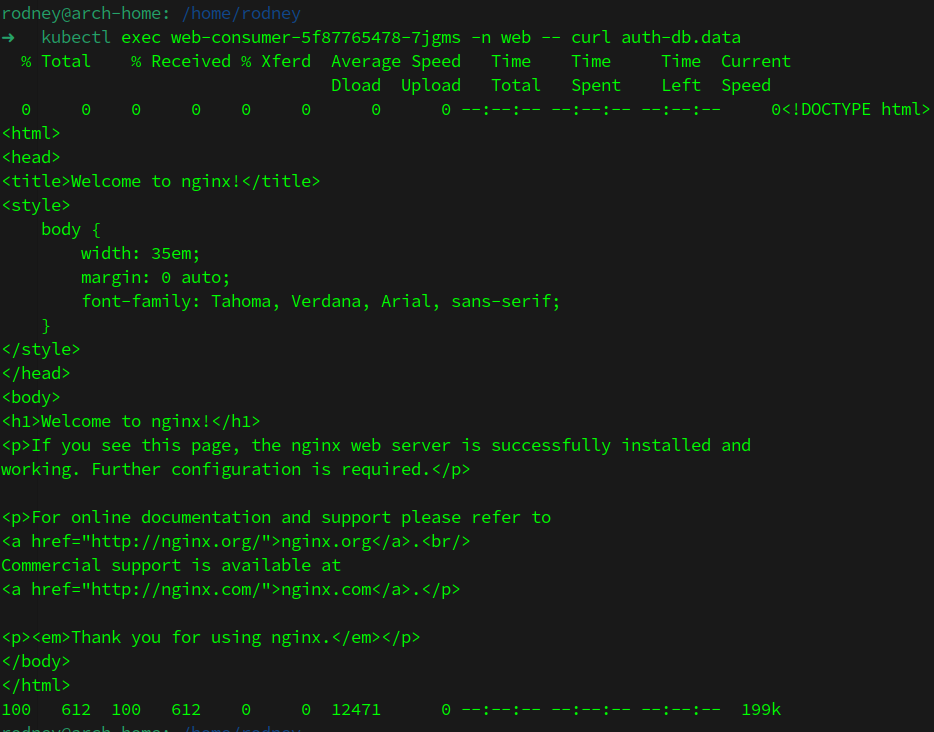 rodney@arch-home: /home/rodney
➜  kubectl exec web-consumer-5f87765478-7jgms -n web -- curl auth-db.data
  % Total    % Received % Xferd  Average Speed   Time    Time     Time  Current
                                 Dload  Upload   Total   Spent    Left  Speed
  0     0    0     0    0     0      0      0 --:--:-- --:--:-- --:--:--     0<!DOCTYPE html>
<html>
<head>
<title>Welcome to nginx!</title>
<style>
    body {
        width: 35em;
        margin: 0 auto;
        font-family: Tahoma, Verdana, Arial, sans-serif;
    }
</style>
</head>
<body>
<h1>Welcome to nginx!</h1>
<p>If you see this page, the nginx web server is successfully installed and
working. Further configuration is required.</p>

<p>For online documentation and support please refer to
<a href="http://nginx.org/">nginx.org</a>.<br/>
Commercial support is available at
<a href="http://nginx.com/">nginx.com</a>.</p>

<p><em>Thank you for using nginx.</em></p>
</body>
</html>
100   612  100   612    0     0  12471      0 --:--:-- --:--:-- --:--:--  199k
rodney@arch-home: /home/rodney